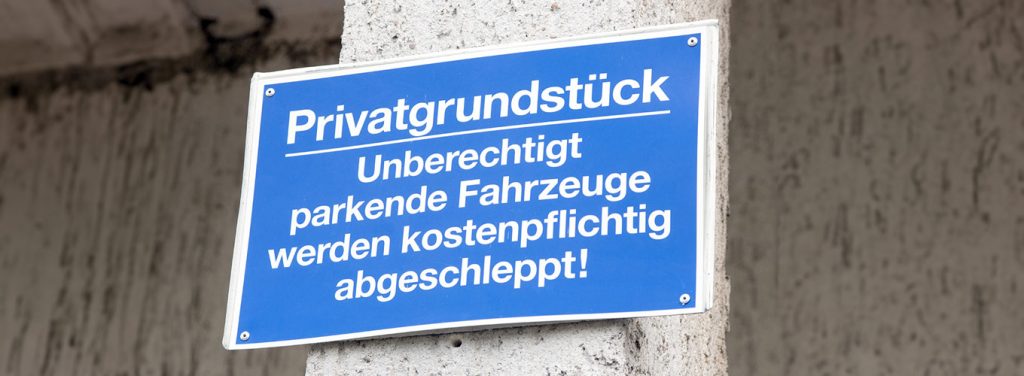 Privatgrundstück
Unberechtigt
parkende Fahrzeuge
werden kostenpflichtig
abgeschleppt!